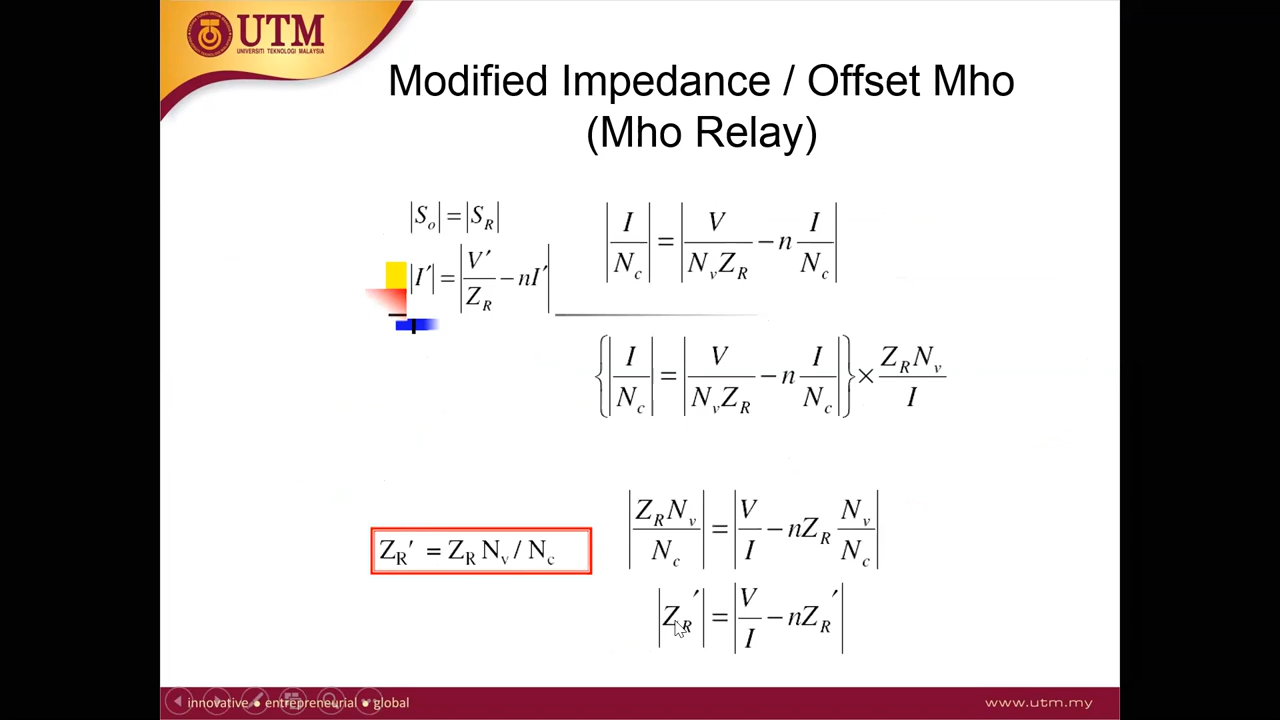 UTM
UNIVERSITI TEKNOLOGI MALAYSIA
Modified Impedance / Offset Mho
(Mho Relay)
|S_o| = |S_R|
|I′| = |V′/Z_R − nI′|
|I/N_c| = |V/(N_v Z_R) − n I/N_c|
{|I/N_c| = |V/(N_v Z_R) − n I/N_c|} × Z_R N_v/I
|Z_R N_v/N_c| = |V/I − nZ_R N_v/N_c|
Z_R′ = Z_R N_v / N_c
|Z_R′| = |V/I − nZ_R′|
innovative ● entrepreneurial ● global
www.utm.my